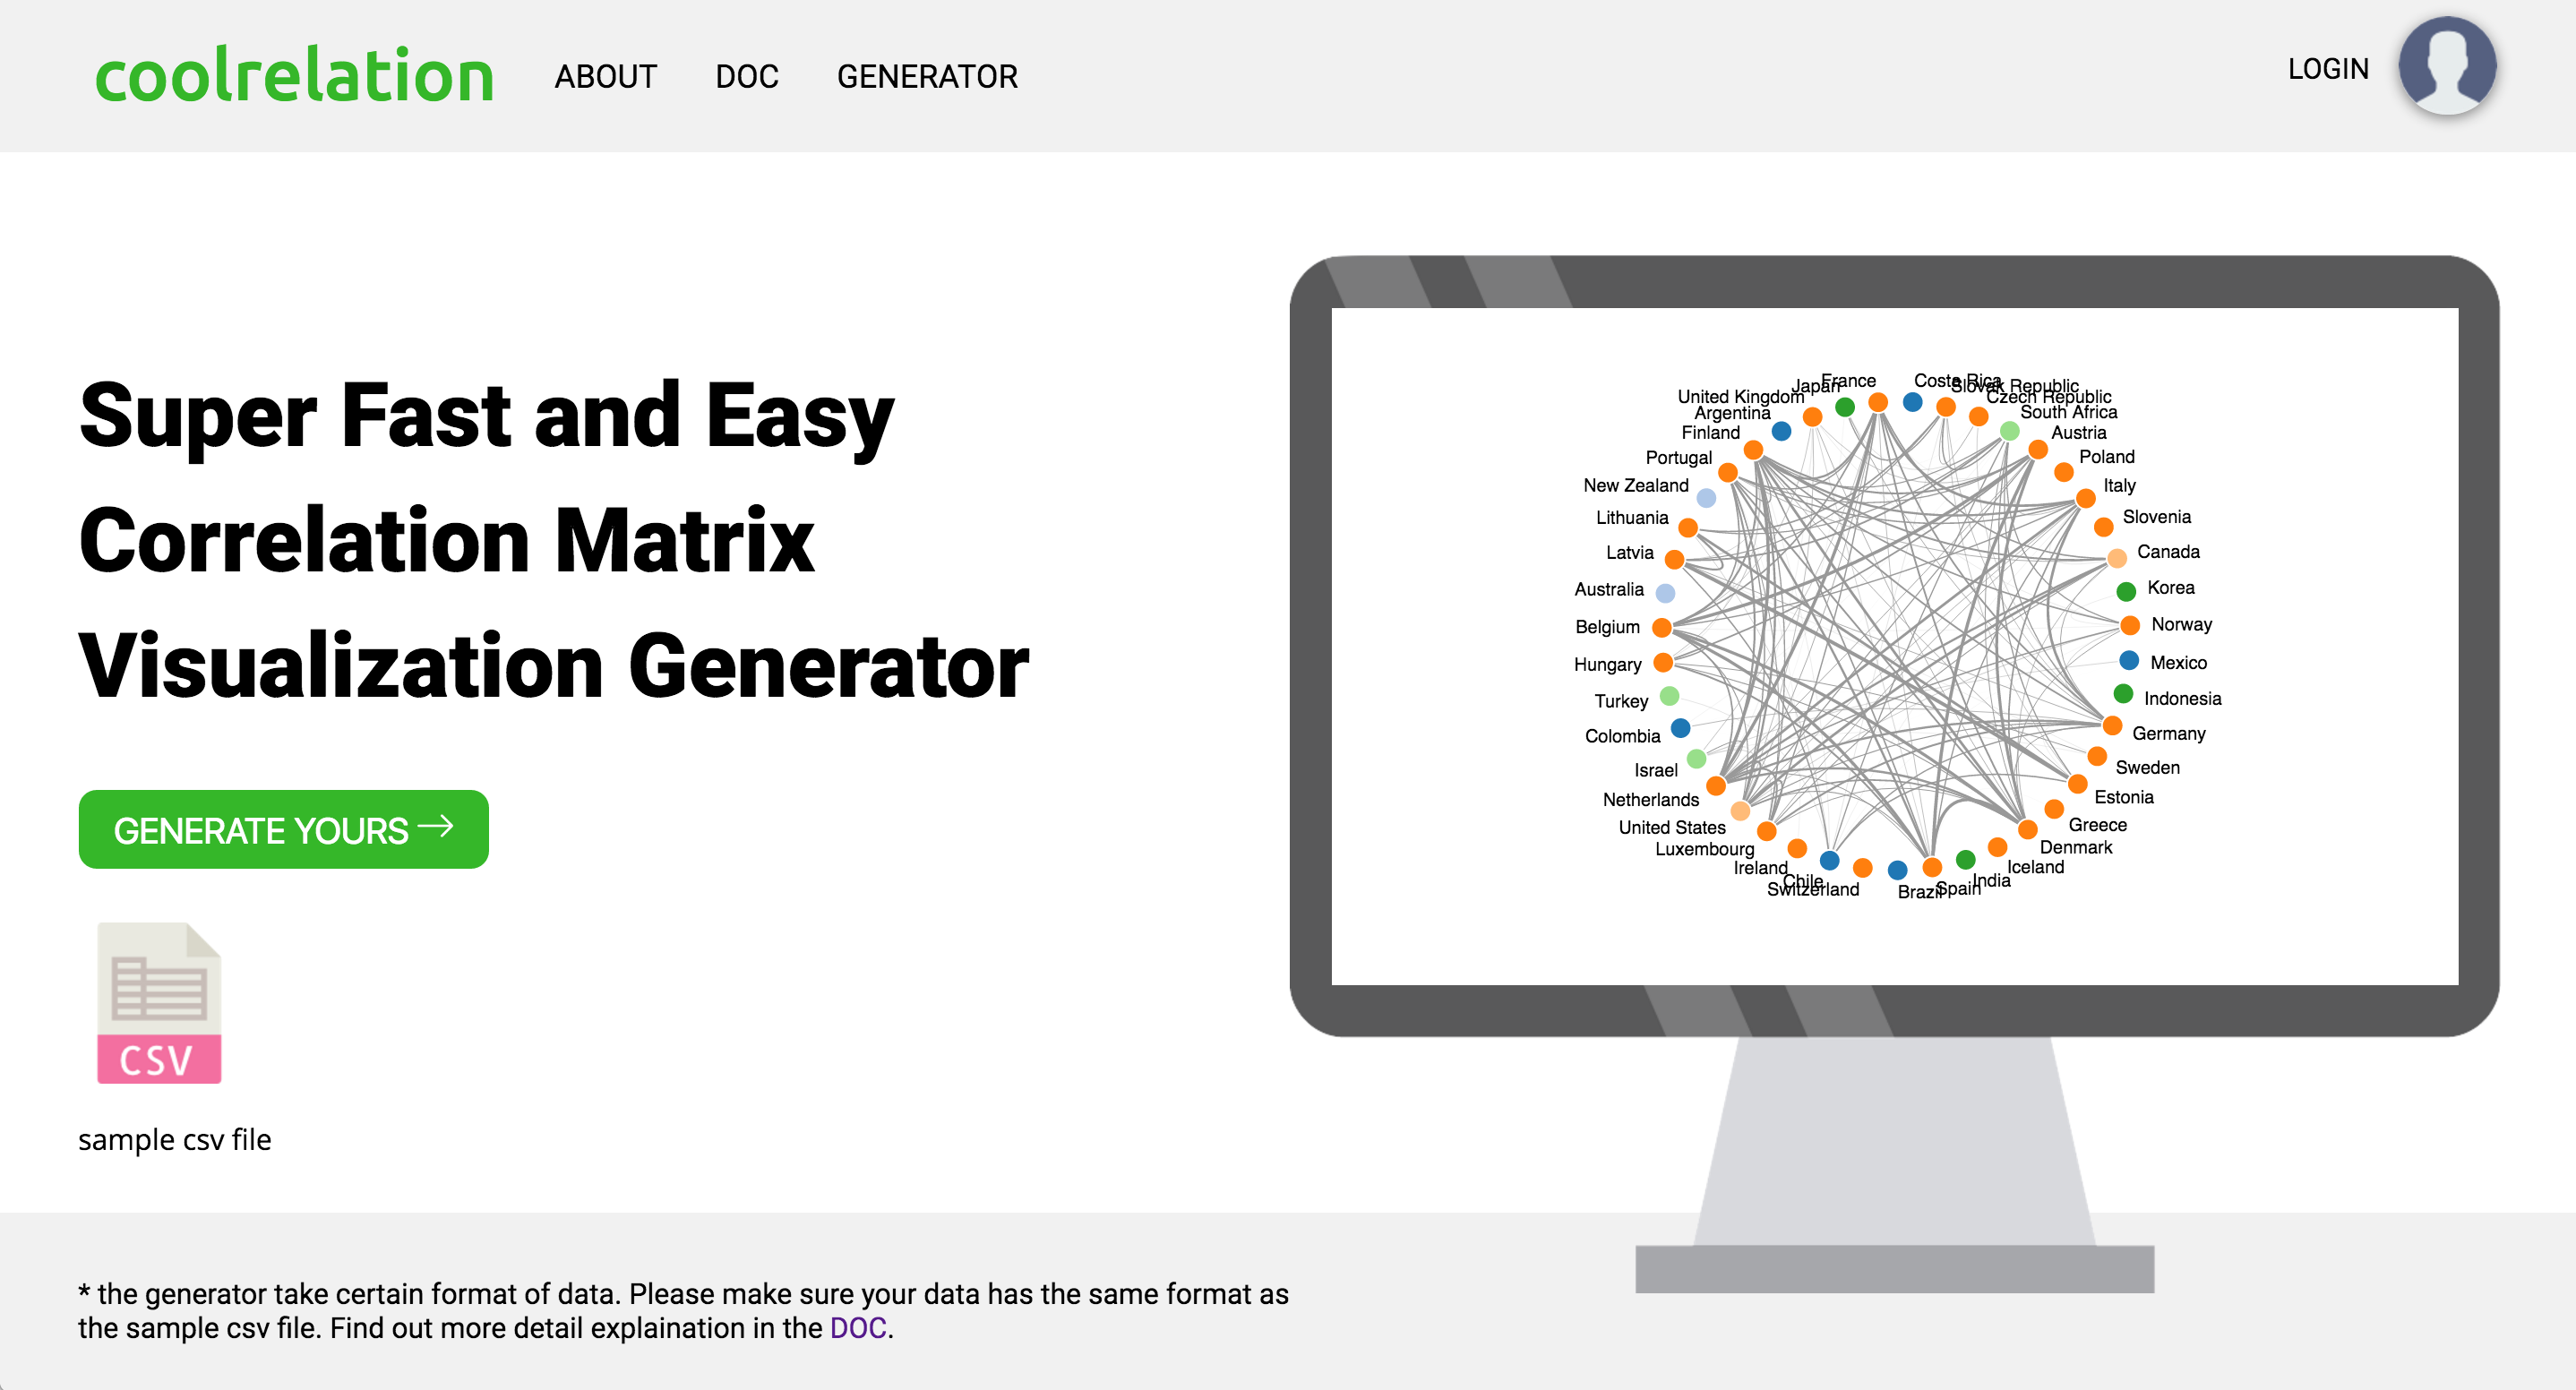 coolrelation
ABOUT
DOC
GENERATOR
LOGIN
Super Fast and Easy
Correlation Matrix
Visualization Generator
GENERATE YOURS
CSV
sample csv file
France
Costa Rica
Japan
Slovak Republic
United Kingdom
Czech Republic
Argentina
South Africa
Finland
Austria
Portugal
Poland
New Zealand
Italy
Lithuania
Slovenia
Latvia
Canada
Australia
Korea
Belgium
Norway
Hungary
Mexico
Turkey
Indonesia
Colombia
Germany
Israel
Sweden
Netherlands
Estonia
United States
Greece
Luxembourg
Denmark
Ireland
Iceland
Chile
India
Switzerland
Brazil
Spain
* the generator take certain format of data. Please make sure your data has the same format as
the sample csv file. Find out more detail explaination in the DOC.